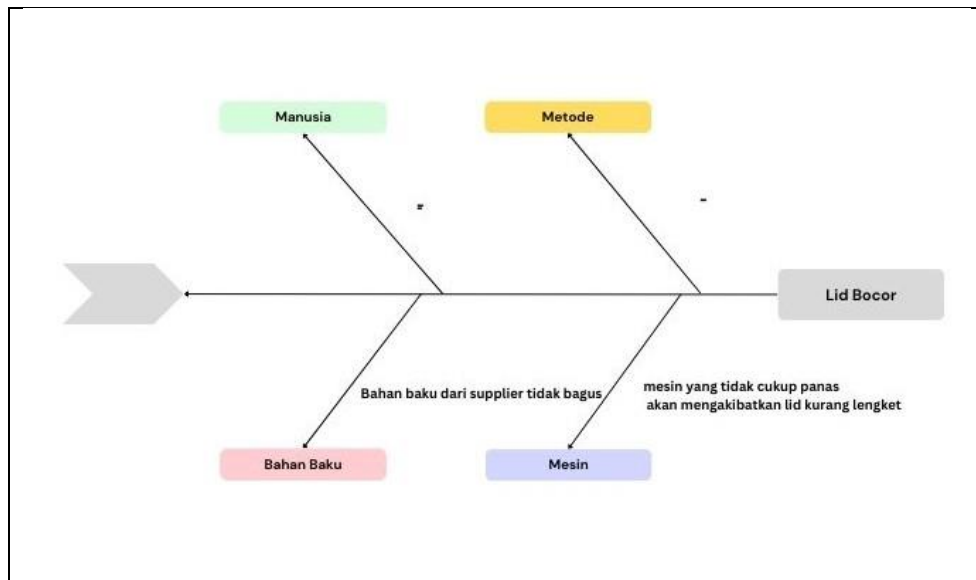 Manusia
Metode
-
Lid Bocor
Bahan baku dari supplier tidak bagus
mesin yang tidak cukup panas
akan mengakibatkan lid kurang lengket
Bahan Baku
Mesin